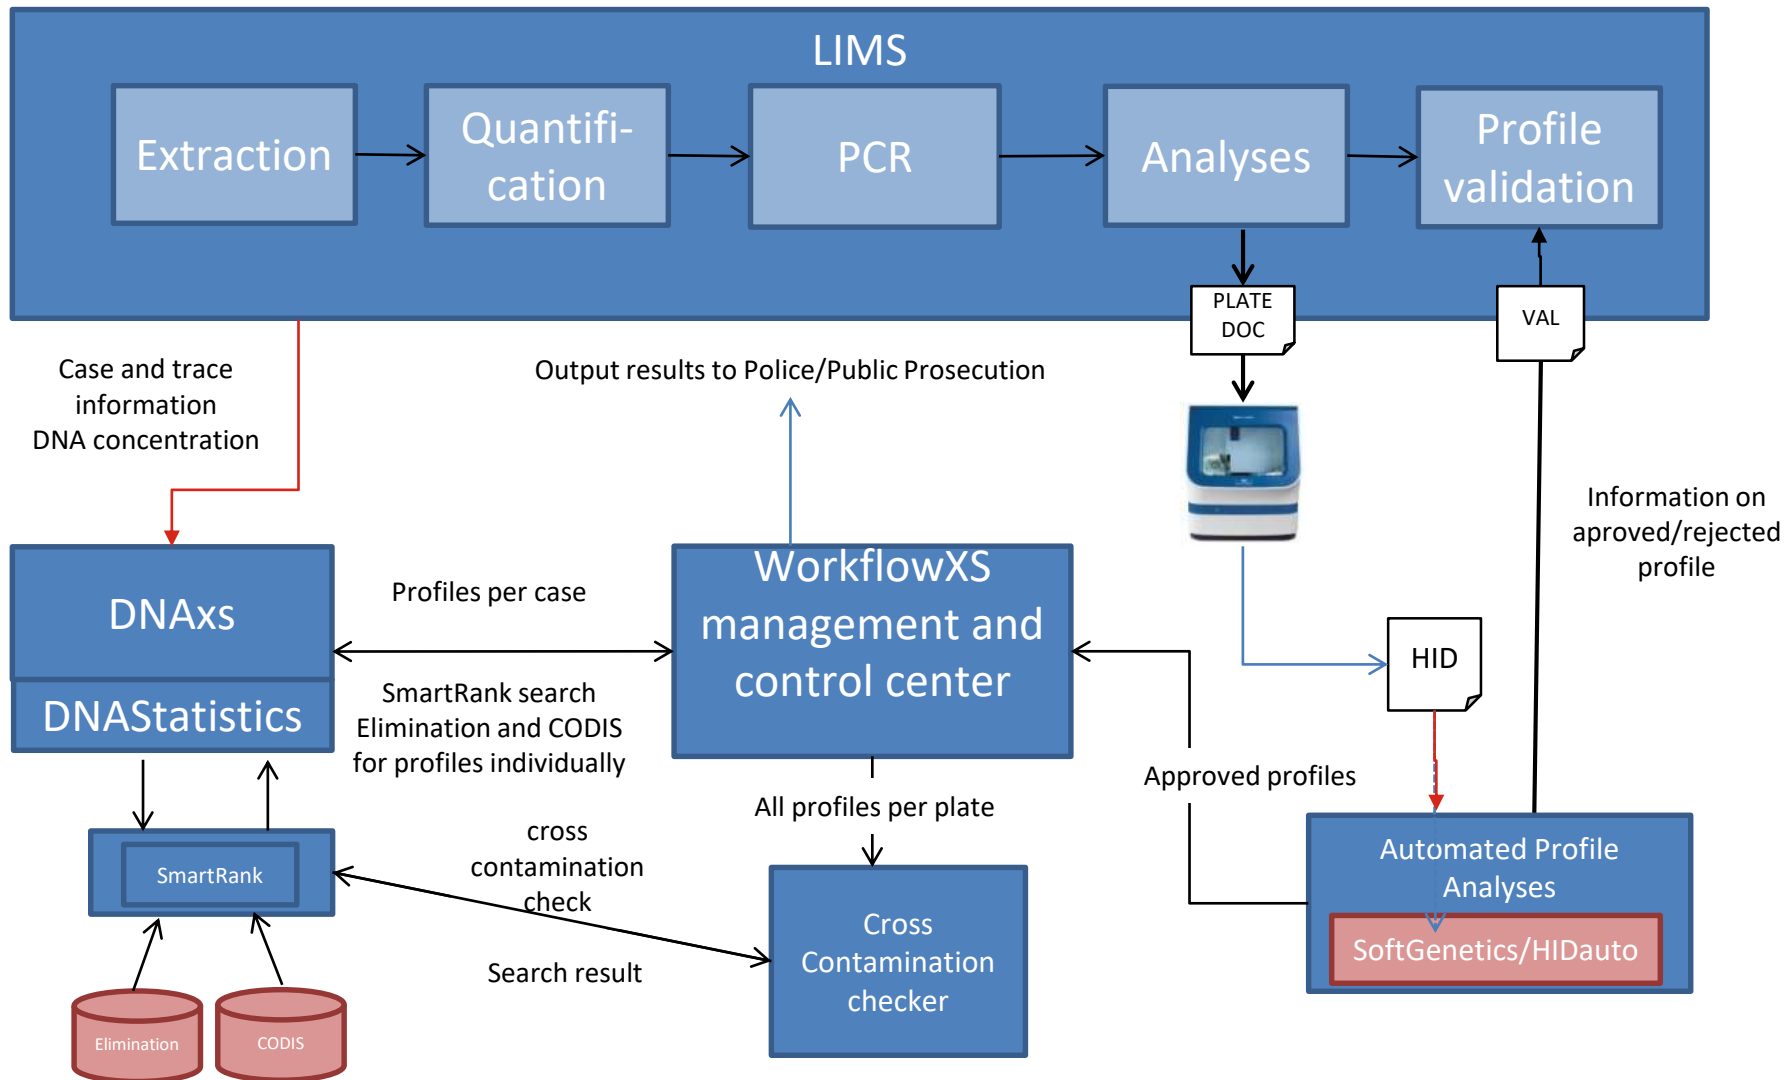 LIMS
Extraction
Quantifi-
cation
PCR
Analyses
Profile
validation
PLATE
DOC
VAL
Case and trace
information
DNA concentration
Output results to Police/Public Prosecution
Information on
aproved/rejected
profile
DNAxs
DNAStatistics
Profiles per case
SmartRank search
Elimination and CODIS
for profiles individually
WorkflowXS
management and
control center
HID
Approved profiles
All profiles per plate
cross
contamination
check
Search result
SmartRank
Elimination
CODIS
Cross
Contamination
checker
Automated Profile
Analyses
SoftGenetics/HIDauto